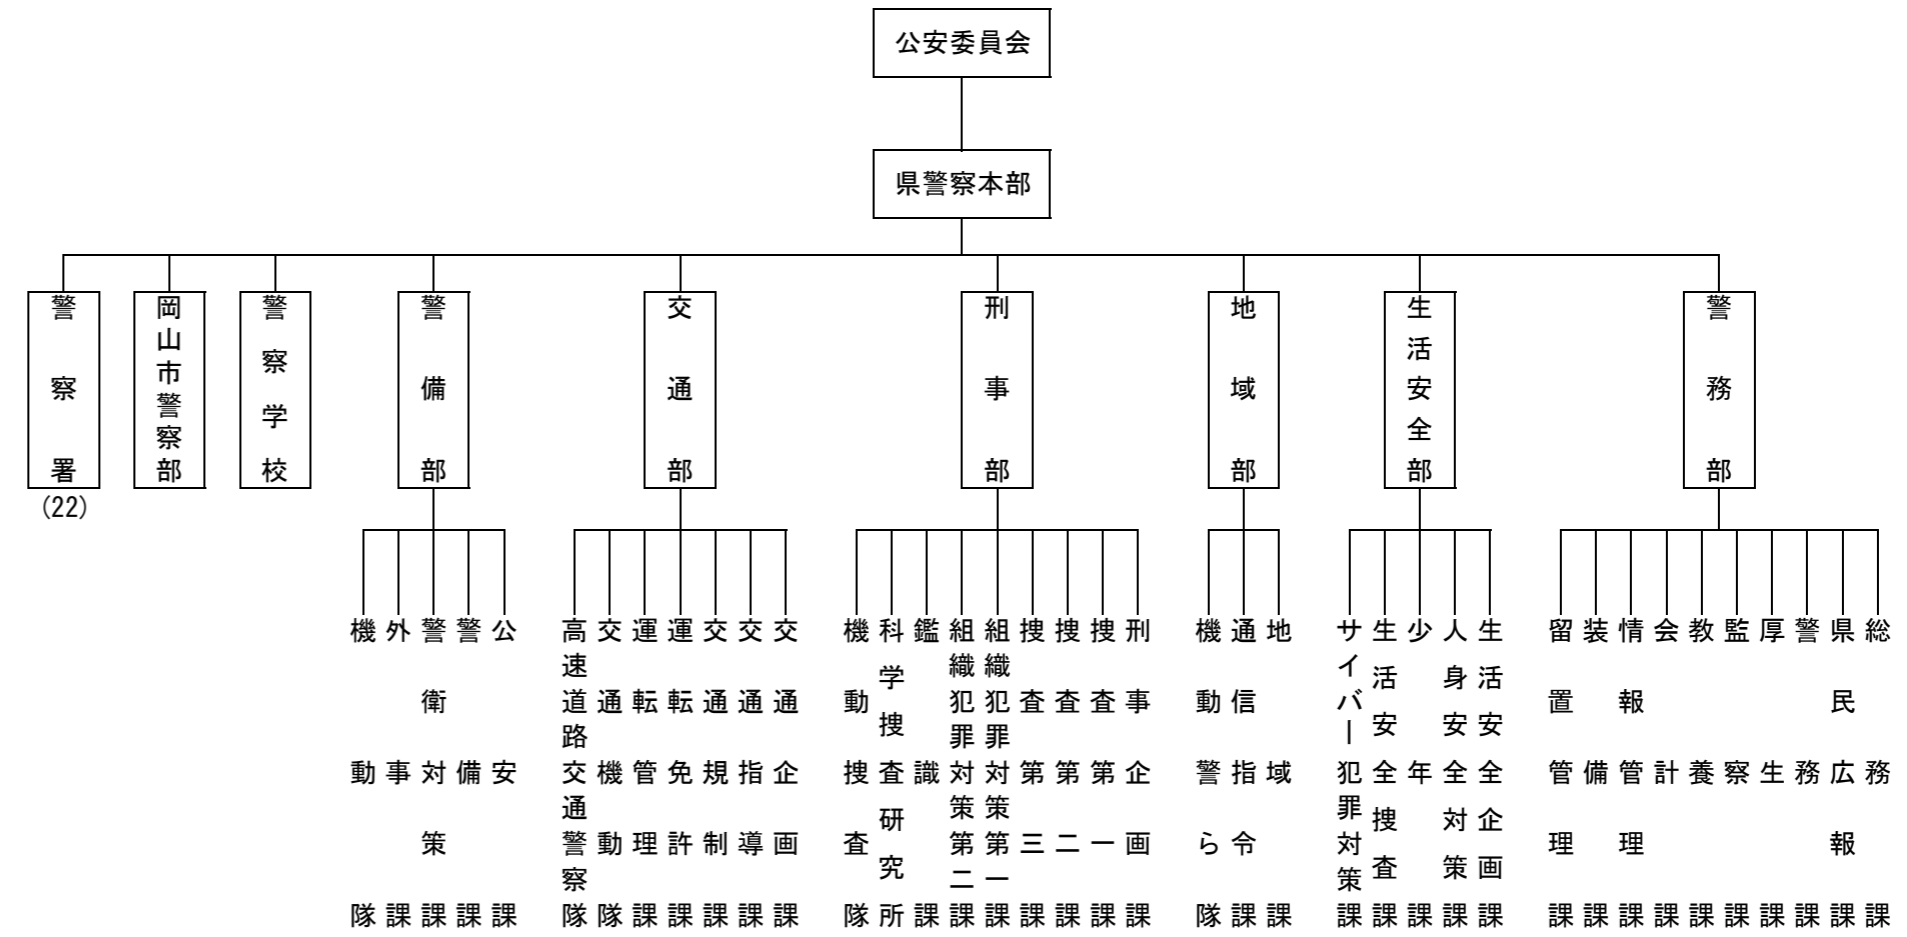 公安委員会
県警察本部
警察署
(22)
岡山市警察部
警察学校
警備部
交通部
刑事部
地域部
生活安全部
警務部
機動隊
外事課
警衛対策課
警備課
公安課
高速道路交通警察隊
交通機動隊
運転管理課
運転免許課
交通規制課
交通指導課
交通企画課
機動捜査隊
科学捜査研究所
鑑識課
組織犯罪対策第二課
組織犯罪対策第一課
捜査第三課
捜査第二課
捜査第一課
刑事企画課
機動警ら隊
通信指令課
地域課
サイバー犯罪対策課
生活安全捜査課
少年課
人身安全対策課
生活安全企画課
留置管理課
装備課
情報管理課
会計課
教養課
監察課
厚生課
警務課
県民広報課
総務課